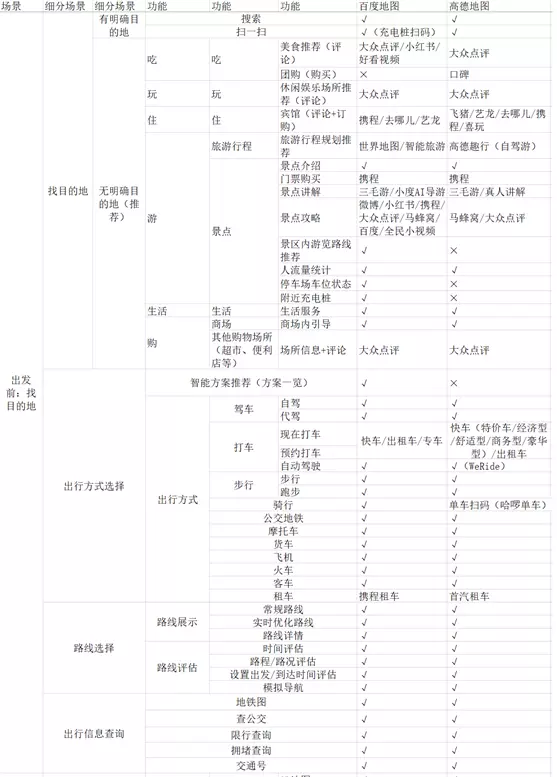 场景 细分场景 细分场景 功能 功能 功能 百度地图 高德地图
出发
前：找
目的地
找目的地
有明确目
的地
搜索 √ √
扫一扫 √（充电桩扫码） √
无明确目
的地（推
荐）
吃 吃
美食推荐（评
论）
大众点评/小红书/
好看视频
大众点评
团购（购买） × 口碑
玩 玩
休闲娱乐场所推
荐（评论）
大众点评 大众点评
住 住
宾馆（评论+订
购）
携程/去哪儿/艺龙
飞猪/艺龙/去哪儿/携
程/喜玩
游
旅游行程
旅游行程规划推
荐
世界地图/智能旅游 高德趣行（自驾游）
景点
景点介绍 √ √
门票购买 携程 携程
景点讲解 三毛游/小度AI导游 三毛游/真人讲解
景点攻略
微博/小红书/携程/
大众点评/马蜂窝/
百度/全民小视频
马蜂窝/大众点评
景区内游览路线
推荐
√ ×
人流量统计 √ √
停车场车位状态 √ ×
附近充电桩 √ ×
生活 生活 生活服务 √ √
购
商场 商场内引导 √ √
其他购物场所
（超市、便利
店等）
场所信息+评论 大众点评 大众点评
出行方式选择
智能方案推荐（方案一览） √ ×
出行方式
驾车
自驾 √ √
代驾 √ √
打车
现在打车
预约打车
快车/出租车/专车
快车（特价车/经济型
/舒适型/商务型/豪华
型）/出租车
自动驾驶 √ √（WeRide）
步行
步行 √ √
跑步 √ √
骑行 √ 单车扫码（哈啰单车）
公交地铁 √ √
摩托车 √ √
货车 √ √
飞机 √ √
火车 √ √
客车 √ √
租车 携程租车 首汽租车
路线选择
路线展示
常规路线 √ √
实时优化路线 √ √
路线详情 √ √
路线评估
时间评估 √ √
路程/路况评估 √ √
设置出发/到达时间评估 √ √
模拟导航 √ √
出行信息查询
地铁图 √ √
查公交 √ √
限行查询 √ √
拥堵查询 √ √
交通号 √ √